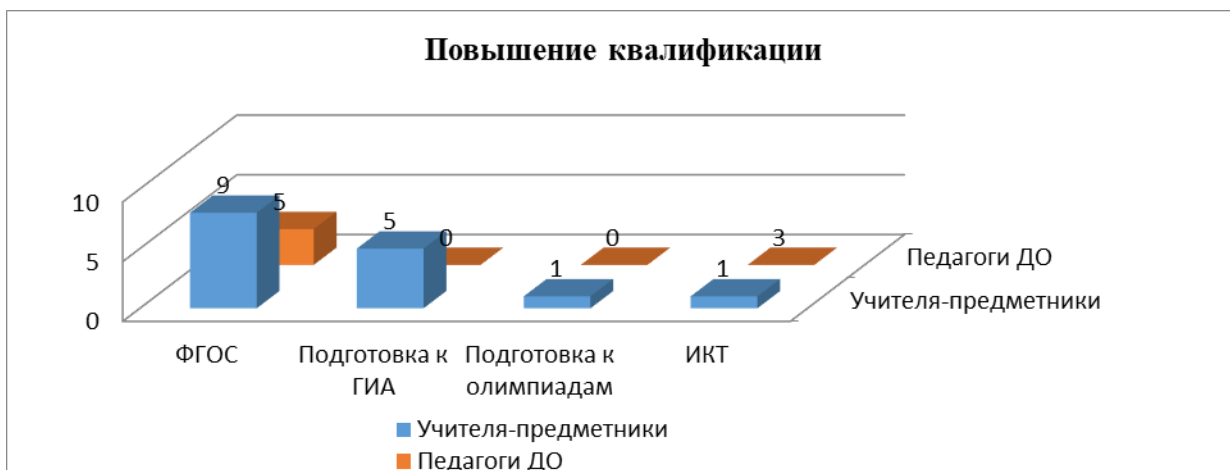 Повышение квалификации
9
5
5
0
0
3
1
1
10
5
0
Педагоги ДО
Учителя-предметники
ФГОС
Подготовка к
ГИА
Подготовка к
олимпиадам
ИКТ
Учителя-предметники
Педагоги ДО